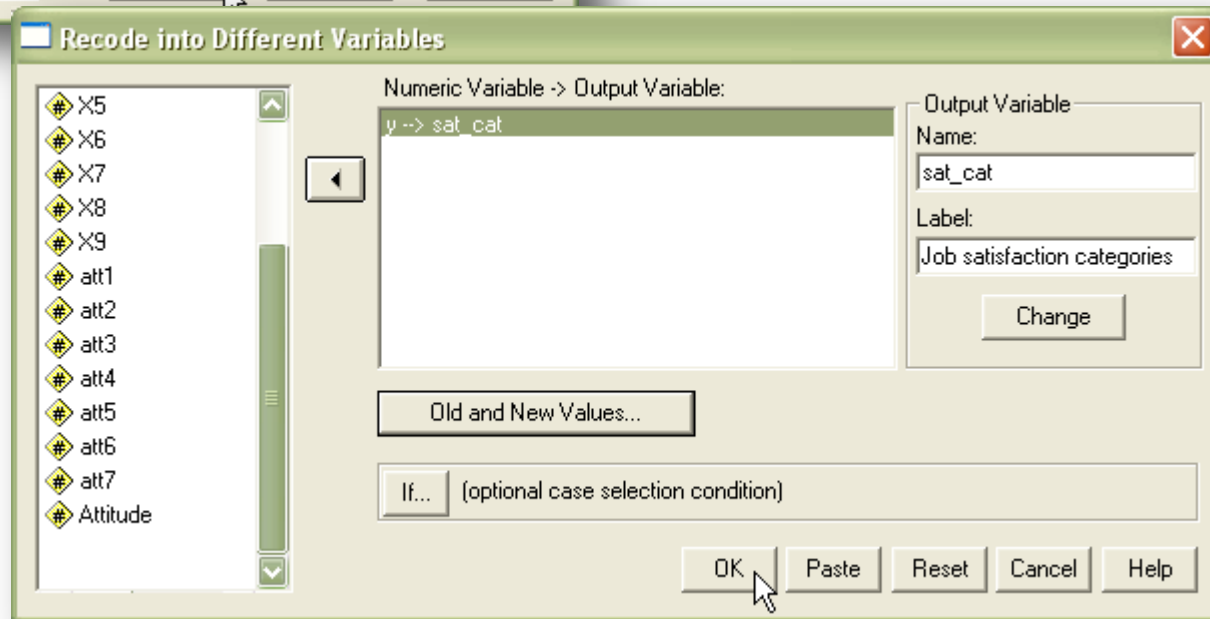 Recode into Different Variables
X5
X6
X7
X8
X9
att1
att2
att3
att4
att5
att6
att7
Attitude
Numeric Variable -> Output Variable:
y --> sat_cat
Output Variable
Name:
sat_cat
Label:
Job satisfaction categories
Change
Old and New Values...
If... (optional case selection condition)
OK Paste Reset Cancel Help